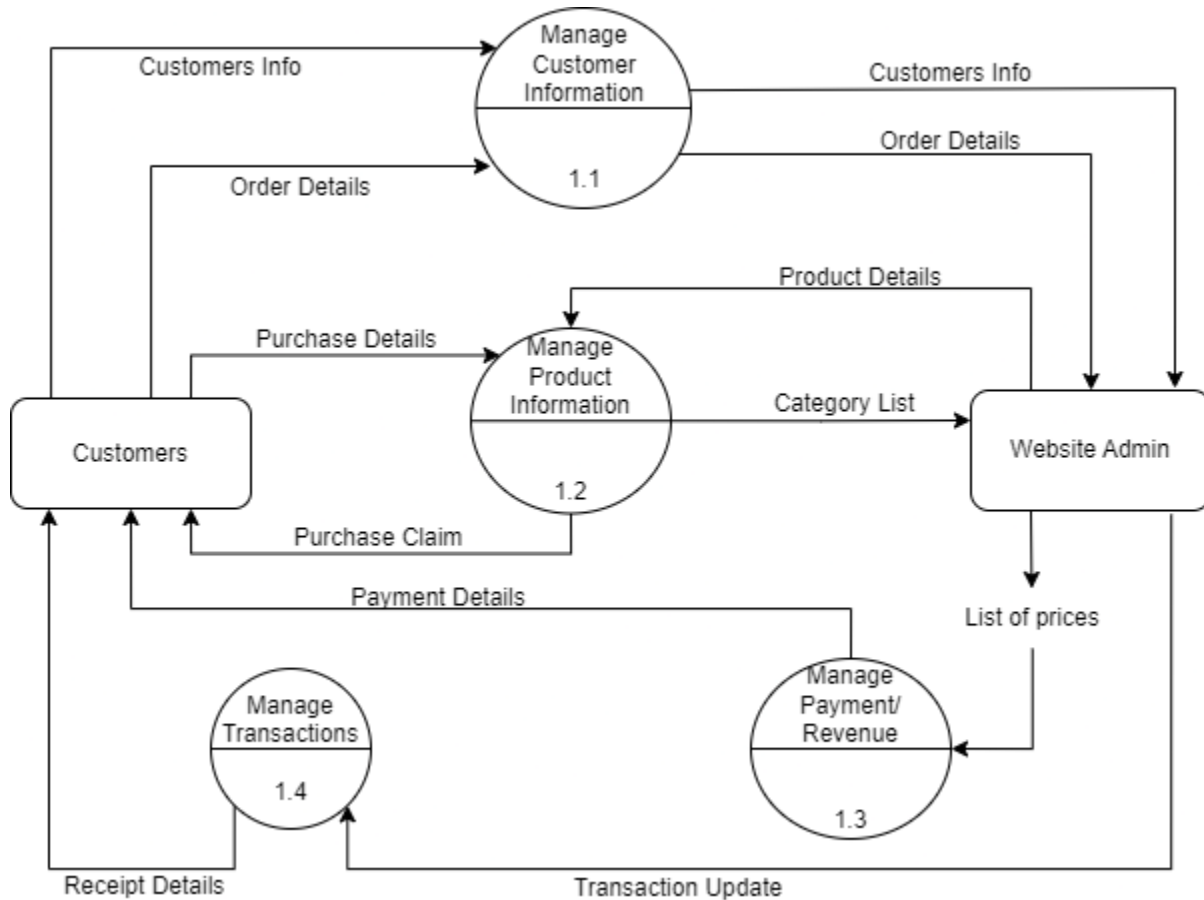 Manage
Customer
Information
1.1
Customers Info
Customers Info
Order Details
Order Details
Product Details
Purchase Details
Manage
Product
Information
1.2
Category List
Customers
Website Admin
Purchase Claim
Payment Details
List of prices
Manage
Payment/
Revenue
1.3
Manage
Transactions
1.4
Receipt Details
Transaction Update